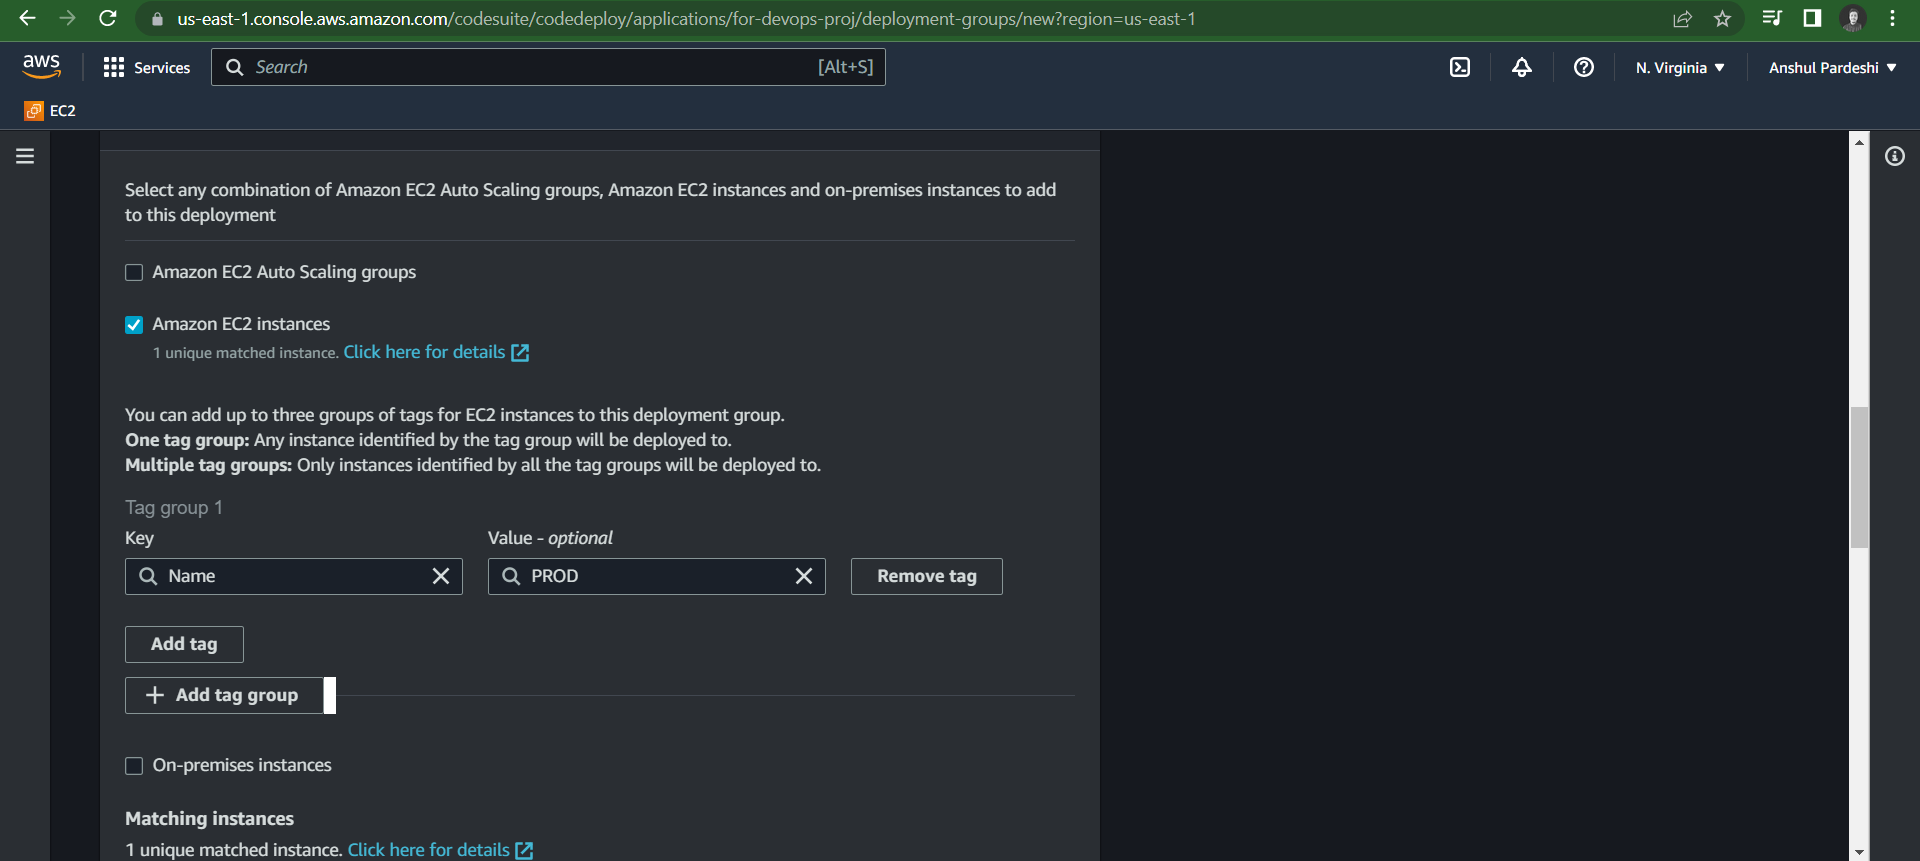 us-east-1.console.aws.amazon.com/codesuite/codedeploy/applications/for-devops-proj/deployment-groups/new?region=us-east-1
aws
Services
Search
[Alt+S]
N. Virginia
Anshul Pardeshi
EC2
Select any combination of Amazon EC2 Auto Scaling groups, Amazon EC2 instances and on-premises instances to add
to this deployment
Amazon EC2 Auto Scaling groups
Amazon EC2 instances
1 unique matched instance. Click here for details
You can add up to three groups of tags for EC2 instances to this deployment group.
One tag group: Any instance identified by the tag group will be deployed to.
Multiple tag groups: Only instances identified by all the tag groups will be deployed to.
Tag group 1
Key
Value - optional
Name
PROD
Remove tag
Add tag
Add tag group
On-premises instances
Matching instances
1 unique matched instance. Click here for details